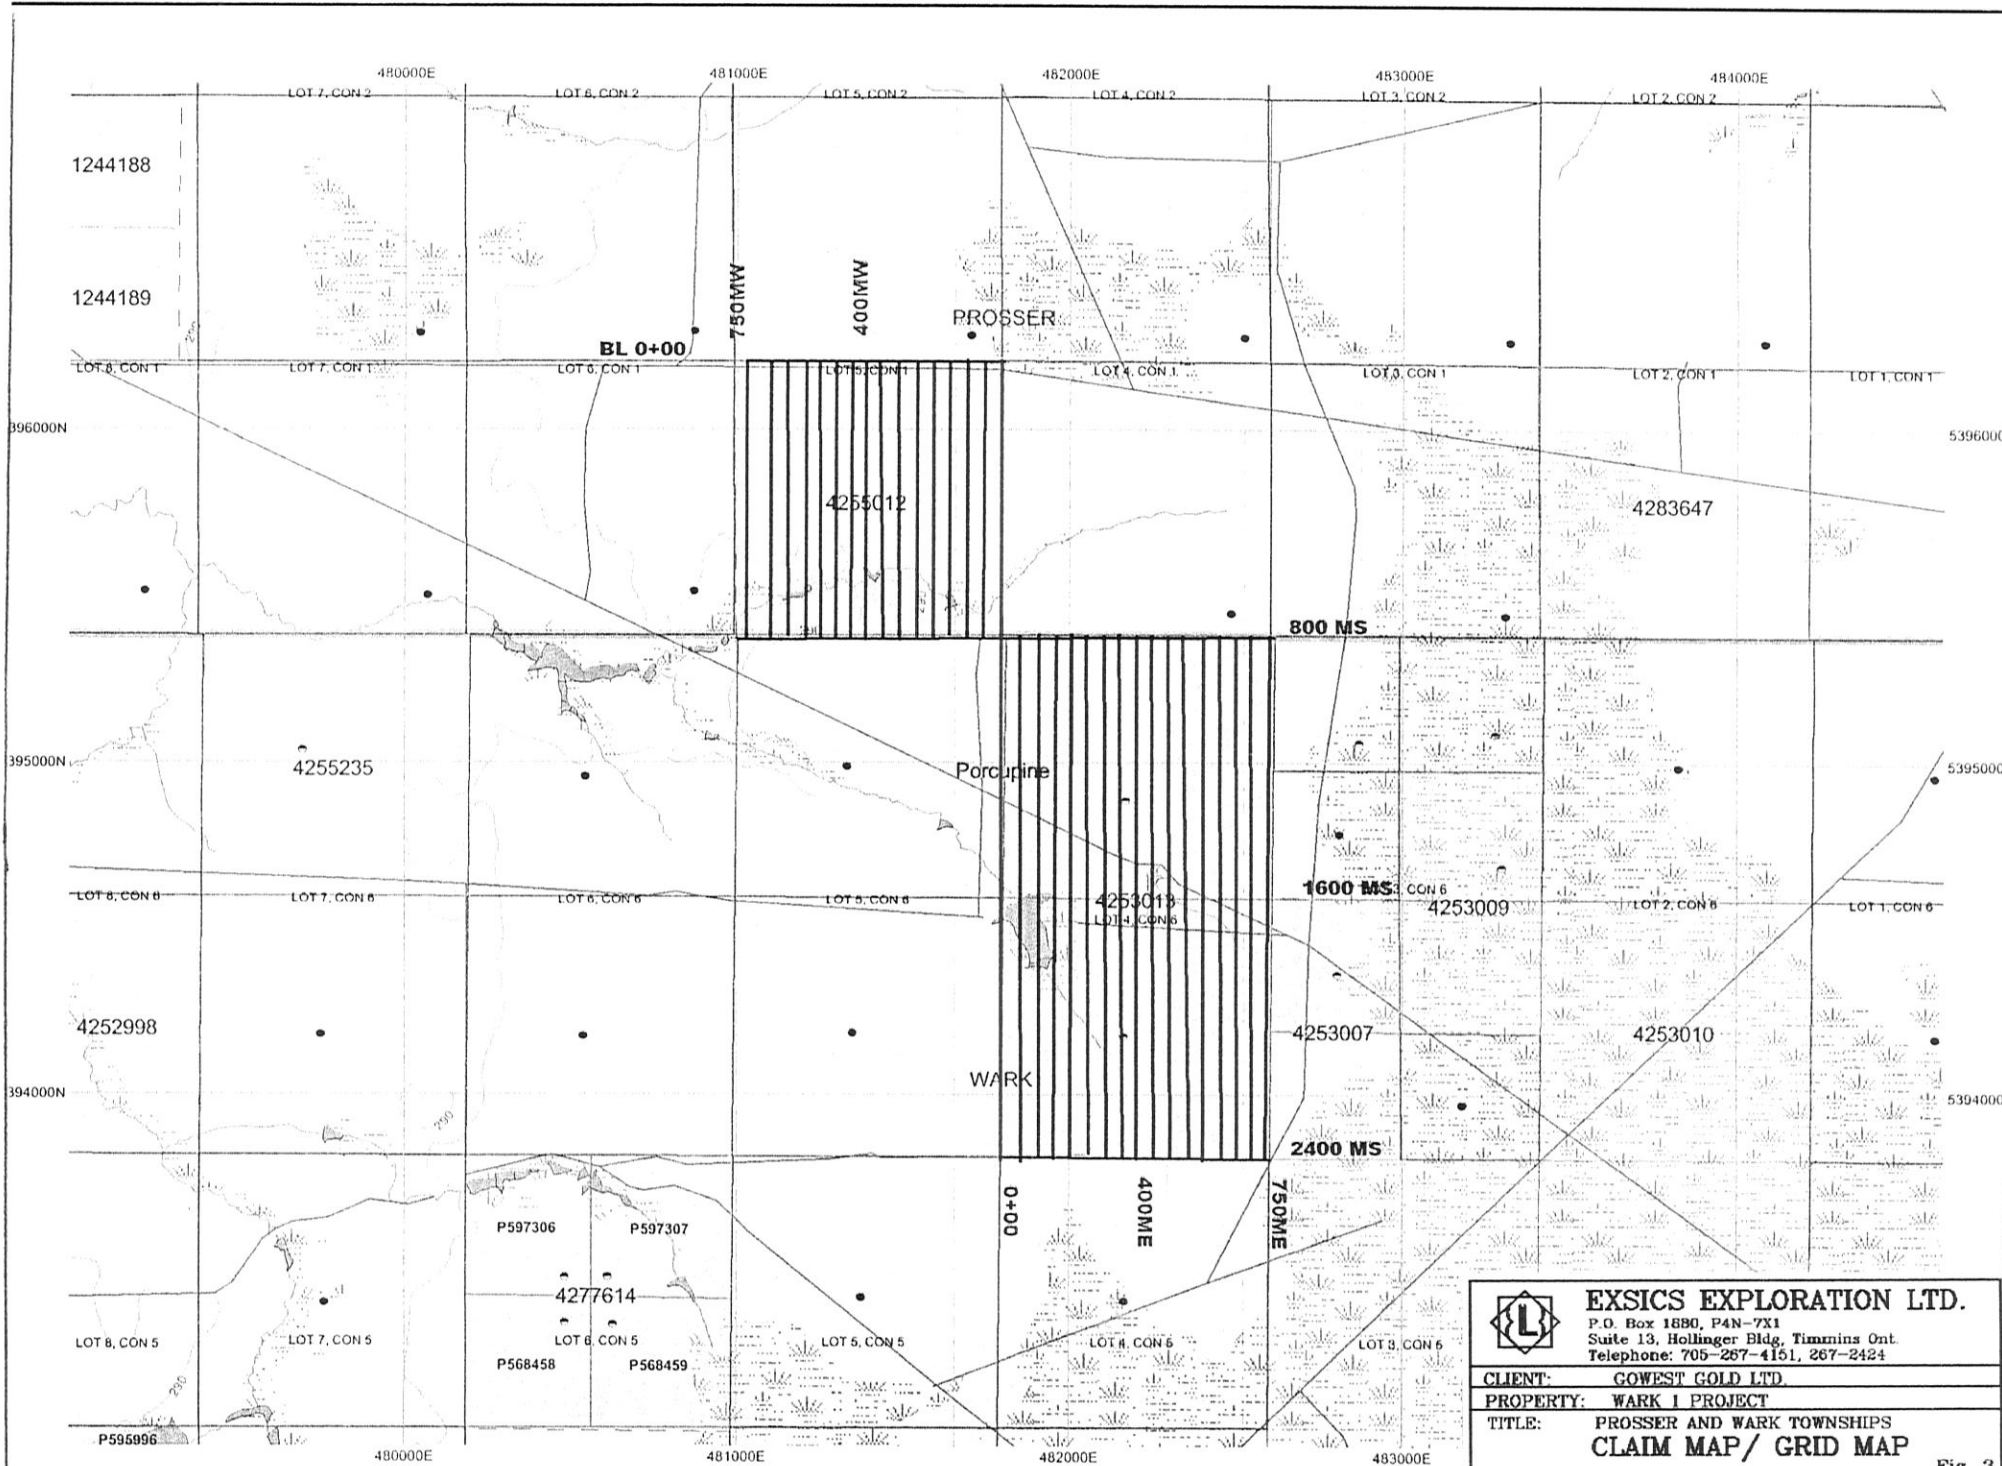 480000E 481000E 482000E 483000E 484000E
LOT 7, CON 2 LOT 6, CON 2 LOT 5, CON 2 LOT 4, CON 2 LOT 3, CON 2 LOT 2, CON 2
1244188
1244189
290
750MW
400MW
PROSSER
BL 0+00
LOT 8, CON 1 LOT 7, CON 1 LOT 6, CON 1 LOT 5, CON 1 LOT 4, CON 1 LOT 3, CON 1 LOT 2, CON 1 LOT 1, CON 1
396000N
5396000
4255012
4283647
800 MS
4255235
395000N
Porcupine
5395000
1600 MS
3, CON 6
LOT 8, CON 6 LOT 7, CON 6 LOT 6, CON 6 LOT 5, CON 6
4253013
LOT 4, CON 6
4253009
LOT 2, CON 6
LOT 1, CON 6
4252998
4253007
4253010
WARK
394000N
5394000
290
2400 MS
0+00
400ME
750ME
P597306
P597307
4277614
LOT 8, CON 5 LOT 7, CON 5 LOT 6, CON 5 LOT 5, CON 5 LOT 4, CON 5 LOT 3, CON 5
P568458
P568459
290
P595996
480000E 481000E 482000E 483000E
L
EXSICS EXPLORATION LTD.
P.O. Box 1880, P4N-7X1
Suite 13, Hollinger Bldg, Timmins Ont.
Telephone: 705-267-4151, 267-2424
CLIENT: GOWEST GOLD LTD.
PROPERTY: WARK 1 PROJECT
TITLE: PROSSER AND WARK TOWNSHIPS
CLAIM MAP/ GRID MAP